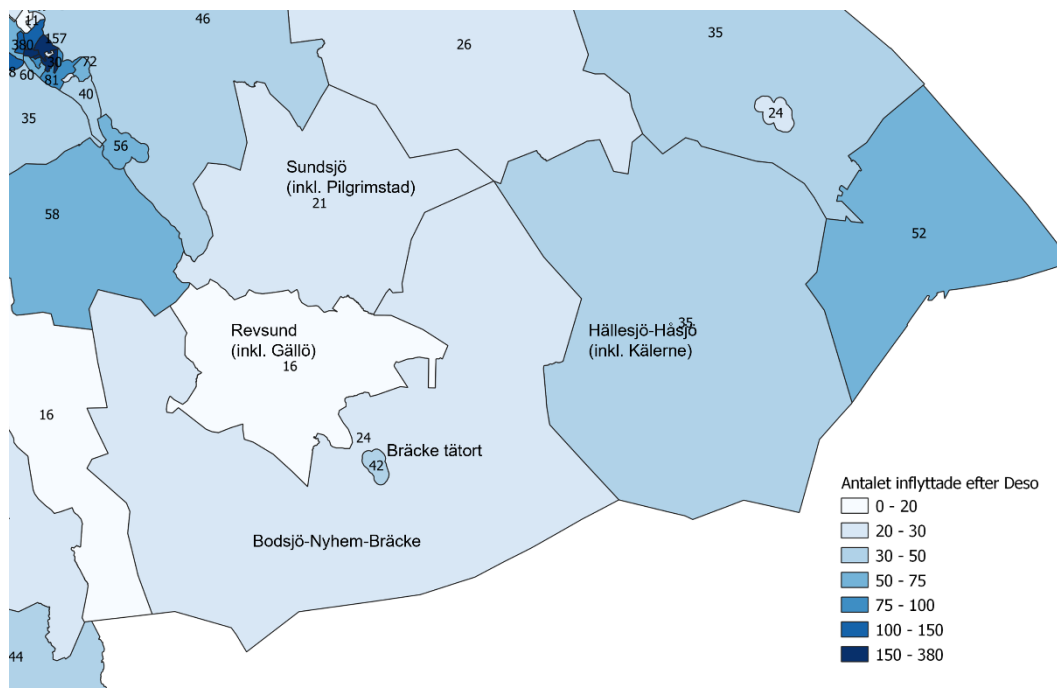 46
11
157
380
30
72
8
60
81
40
35
56
26
35
24
Sundsjö
(inkl. Pilgrimstad)
21
58
52
Revsund
(inkl. Gällö)
16
Hällesjö-Håsjö
(inkl. Kälerne)
35
16
24
Bräcke tätort
42
Bodsjö-Nyhem-Bräcke
44
Antalet inflyttade efter Deso
0 - 20
20 - 30
30 - 50
50 - 75
75 - 100
100 - 150
150 - 380